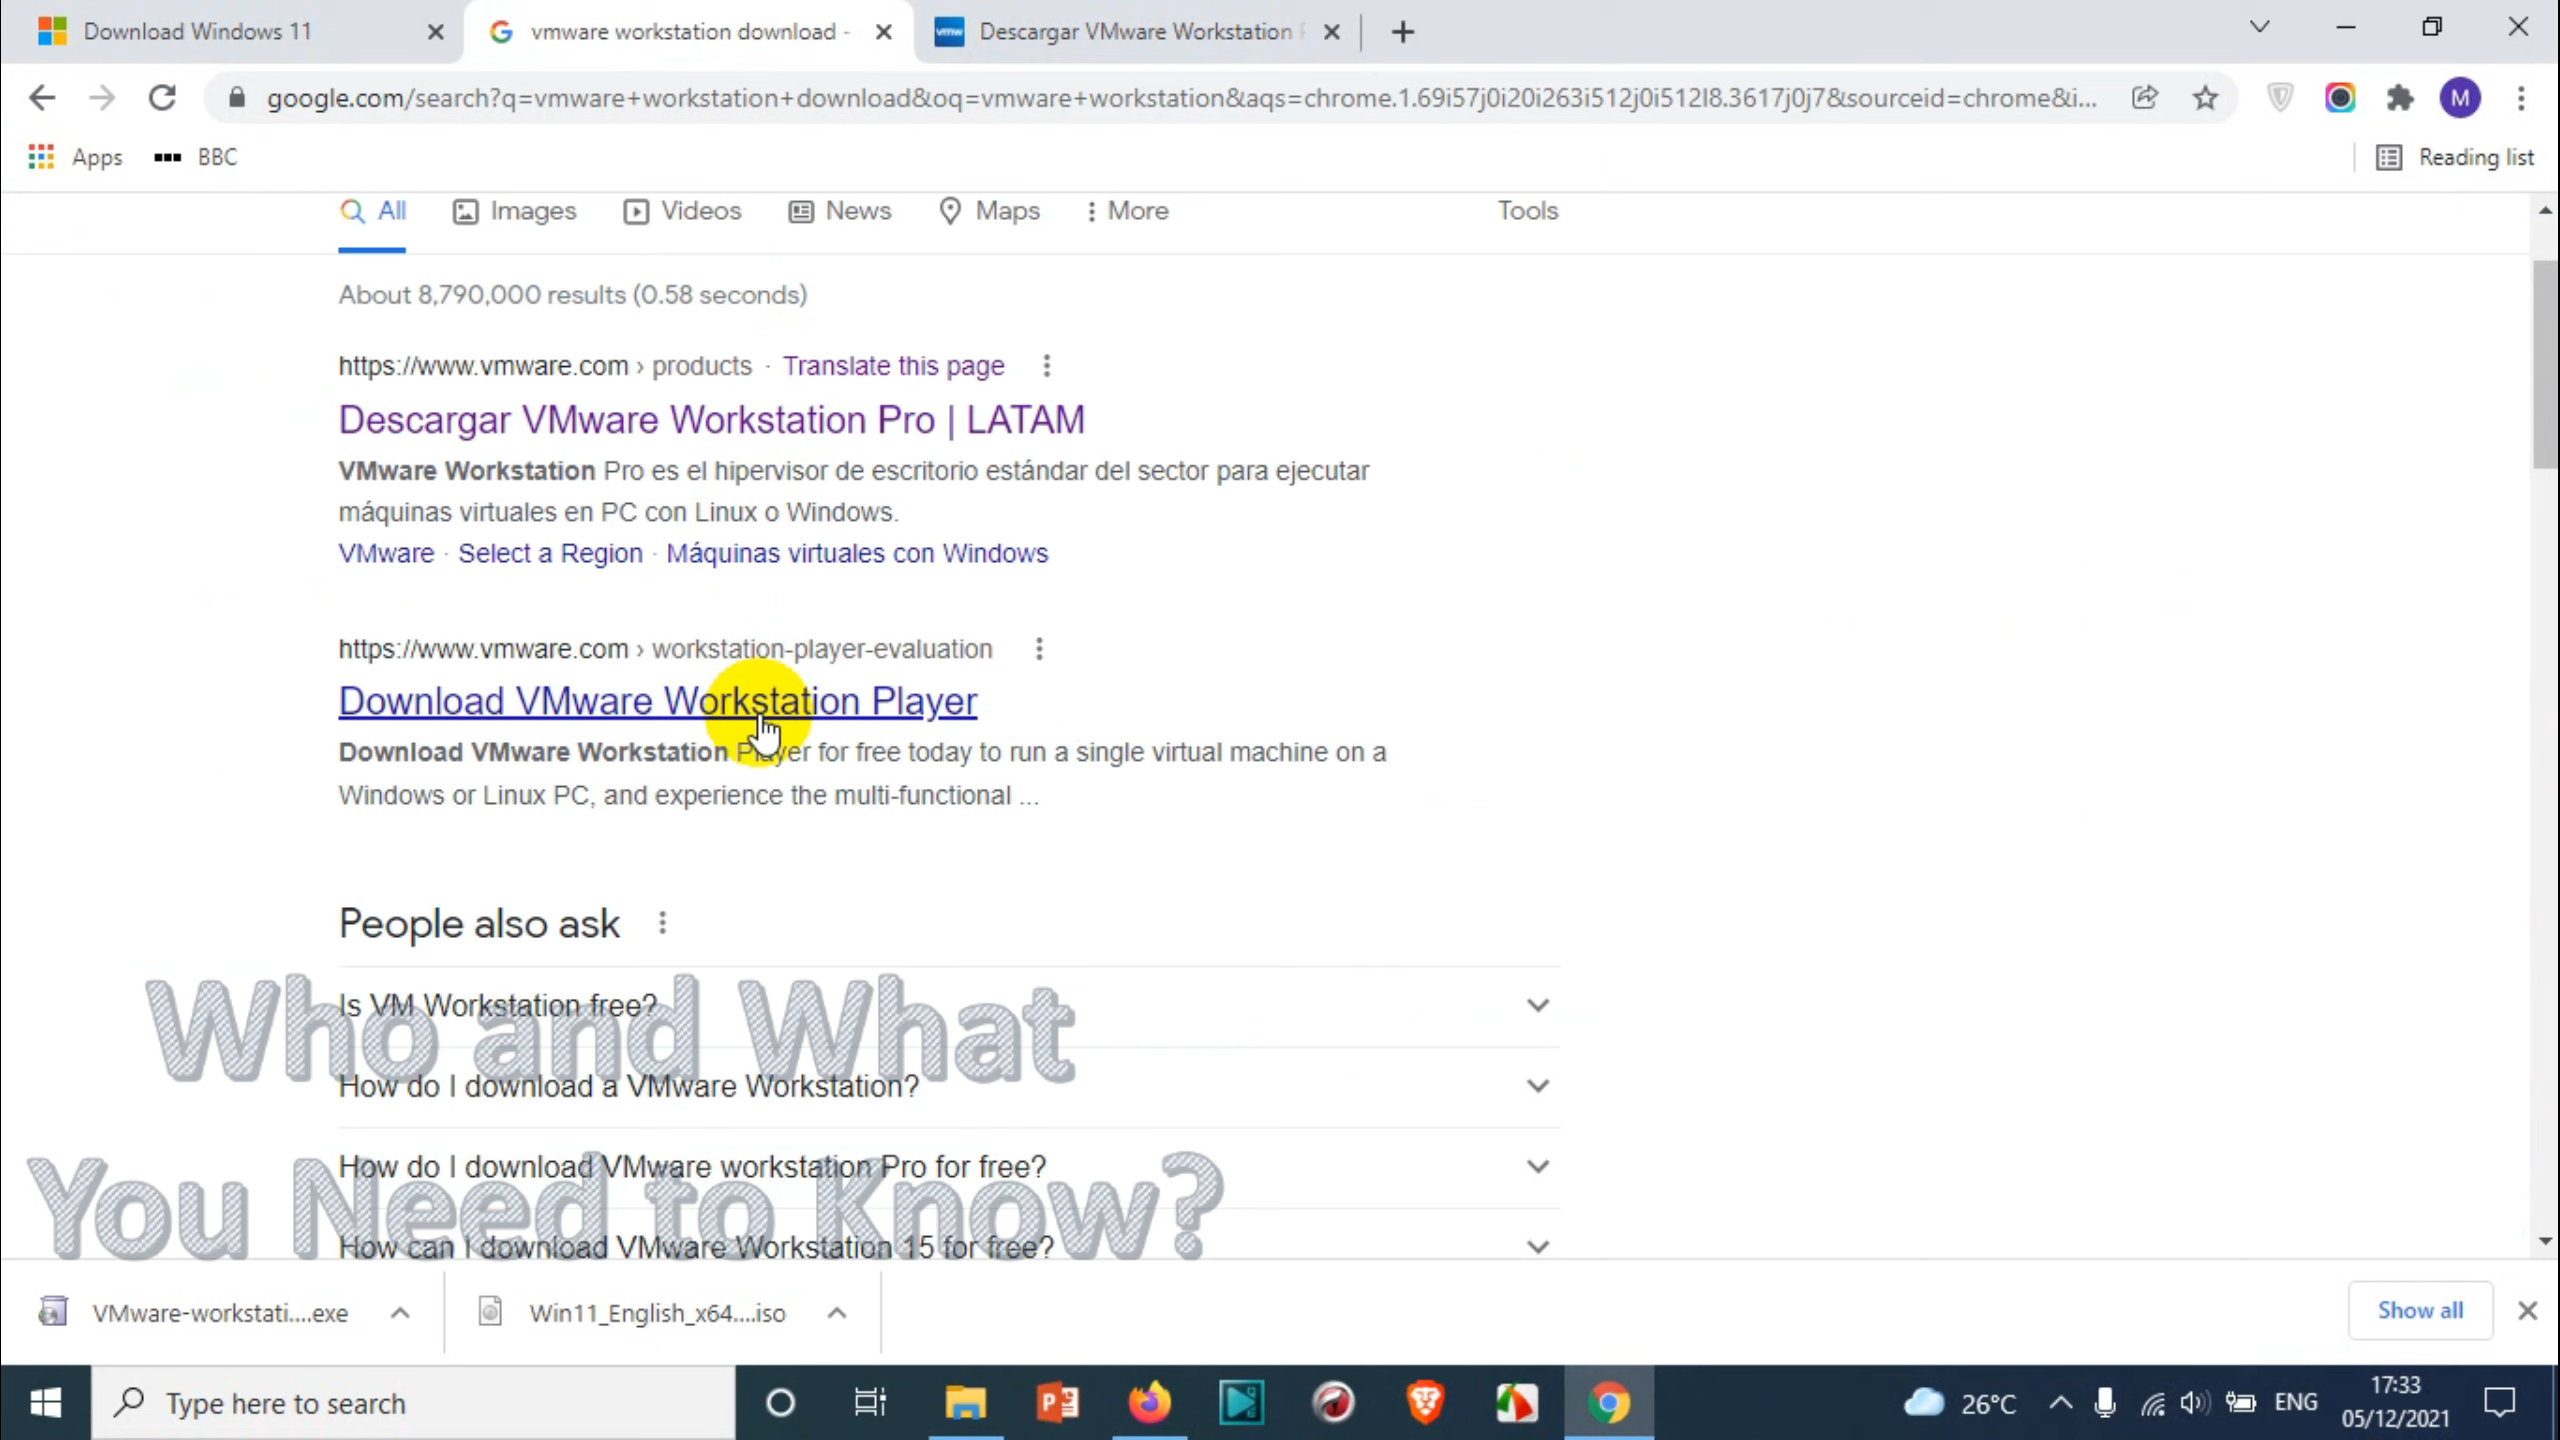 Download Windows 11
vmware workstation download -
vmw Descargar VMware Workstation
google.com/search?q=vmware+workstation+download&oq=vmware+workstation&aqs=chrome.1.69i57j0i20i263i512j0i512l8.3617j0j7&sourceid=chrome&i...
M
Apps
BBC
Reading list
All
Images
Videos
News
Maps
More
Tools
About 8,790,000 results (0.58 seconds)
https://www.vmware.com › products · Translate this page
Descargar VMware Workstation Pro | LATAM
VMware Workstation Pro es el hipervisor de escritorio estándar del sector para ejecutar
máquinas virtuales en PC con Linux o Windows.
VMware · Select a Region · Máquinas virtuales con Windows
https://www.vmware.com › workstation-player-evaluation
Download VMware Workstation Player
Download VMware Workstation Player for free today to run a single virtual machine on a
Windows or Linux PC, and experience the multi-functional ...
People also ask
Is VM Workstation free?
Who and What
How do I download a VMware Workstation?
How do I download VMware workstation Pro for free?
You Need to Know?
How can I download VMware Workstation 15 for free?
VMware-workstati....exe
Win11_English_x64....iso
Show all
Type here to search
26°C
ENG
17:33
05/12/2021